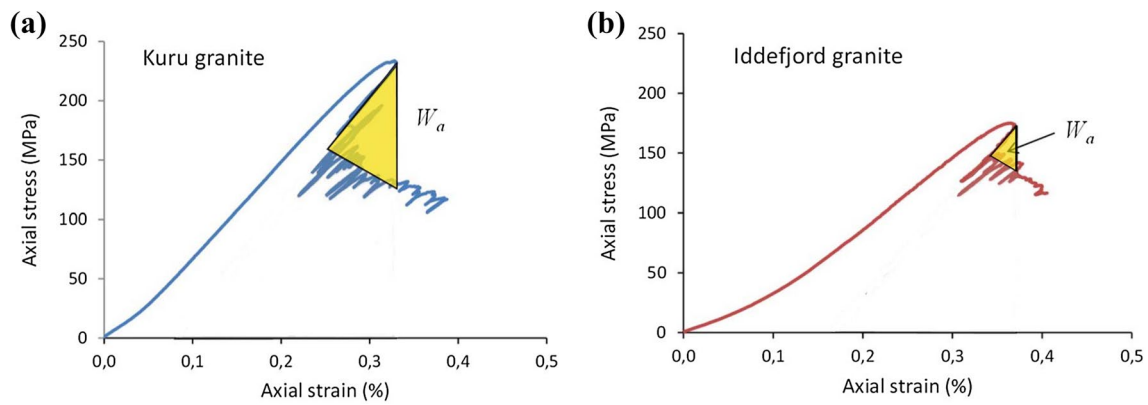 (a)
Kuru granite
250
200
150
100
50
0
Axial stress (MPa)
W_a
0,0 0,1 0,2 0,3 0,4 0,5
Axial strain (%)
(b)
Iddefjord granite
250
200
150
100
50
0
Axial stress (MPa)
W_a
0,0 0,1 0,2 0,3 0,4 0,5
Axial strain (%)